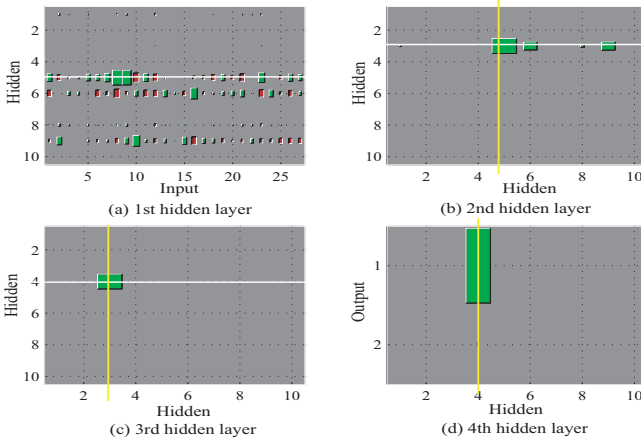 2
4
6
8
10
Hidden
5 10 15 20 25
Input
(a) 1st hidden layer
2
4
6
8
10
Hidden
2 4 6 8 10
Hidden
(b) 2nd hidden layer
2
4
6
8
10
Hidden
2 4 6 8 10
Hidden
(c) 3rd hidden layer
1
2
Output
2 4 6 8 10
Hidden
(d) 4th hidden layer